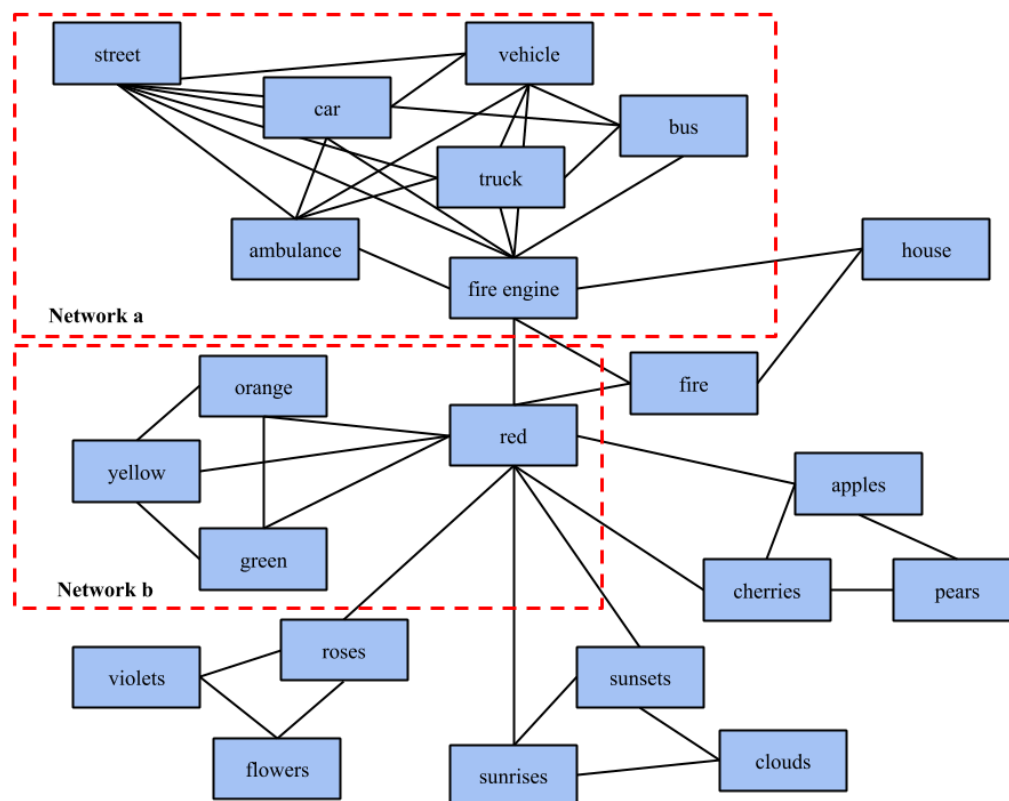 street
vehicle
car
bus
truck
ambulance
house
fire engine
Network a
orange
fire
red
yellow
apples
green
cherries
pears
Network b
roses
violets
sunsets
flowers
sunrises
clouds